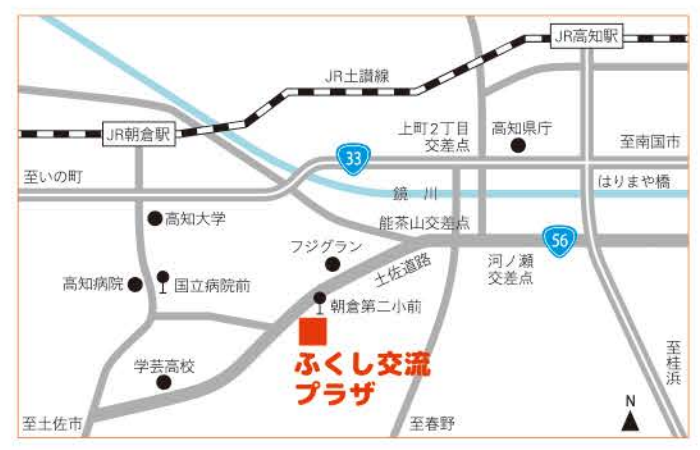 JR高知駅
JR土讃線
上町2丁目
交差点
高知県庁
JR朝倉駅
至南国市
33
至いの町
はりまや橋
鏡 川
高知大学
能茶山交差点
フジグラン
56
土佐道路
河ノ瀬
交差点
高知病院
国立病院前
朝倉第二小前
ふくし交流
プラザ
学芸高校
至桂浜
N
至土佐市
至春野